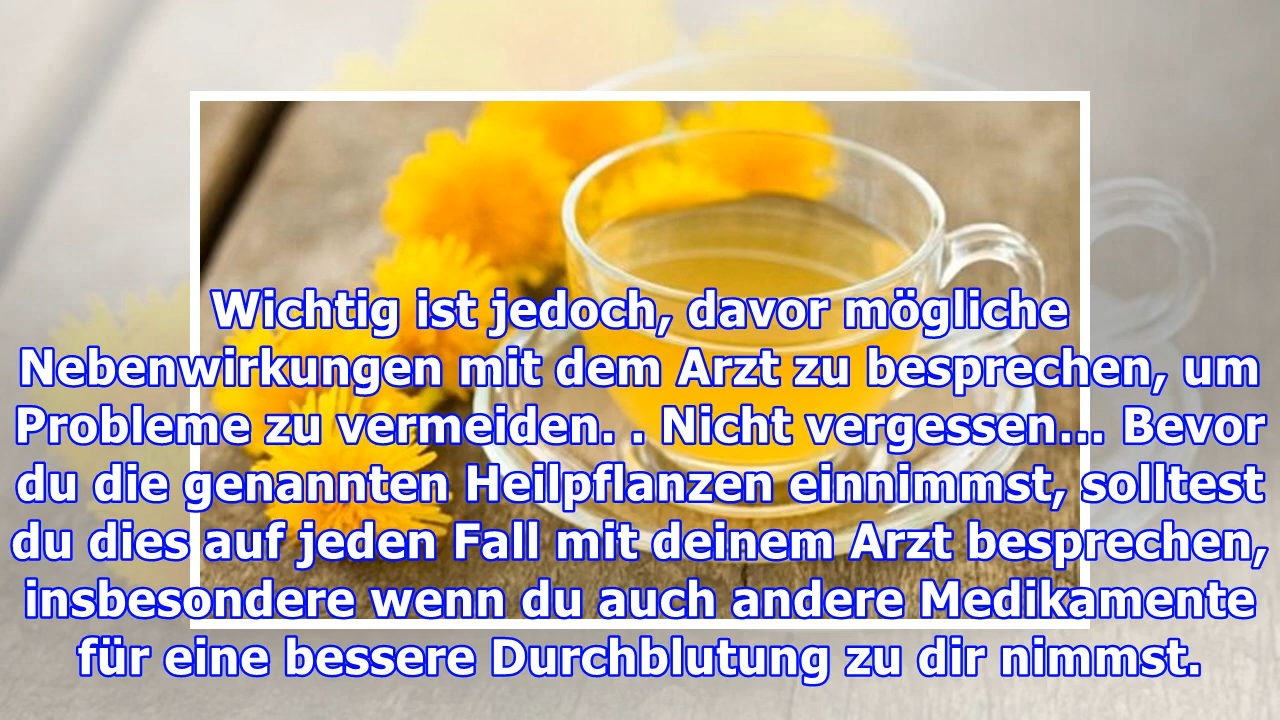 Wichtig ist jedoch, davor mögliche
Nebenwirkungen mit dem Arzt zu besprechen, um
Probleme zu vermeiden. . Nicht vergessen... Bevor
du die genannten Heilpflanzen einnimmst, solltest
du dies auf jeden Fall mit deinem Arzt besprechen,
insbesondere wenn du auch andere Medikamente
für eine bessere Durchblutung zu dir nimmst.